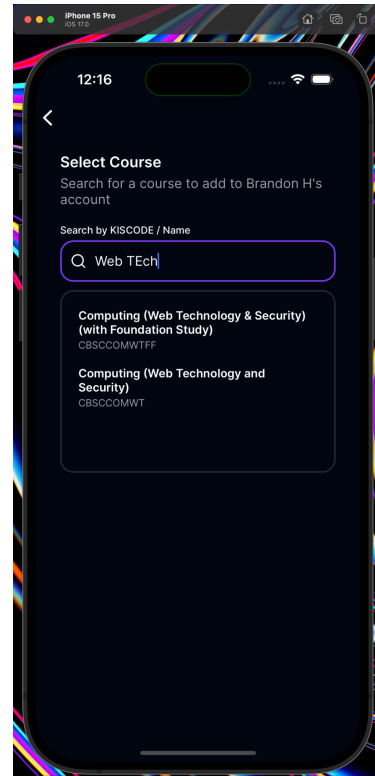 iPhone 15 Pro
iOS 17.0
12:16
Select Course
Search for a course to add to Brandon H's
account
Search by KISCODE / Name
Web TEch
Computing (Web Technology & Security)
(with Foundation Study)
CBSCCOMWTFF
Computing (Web Technology and
Security)
CBSCCOMWT